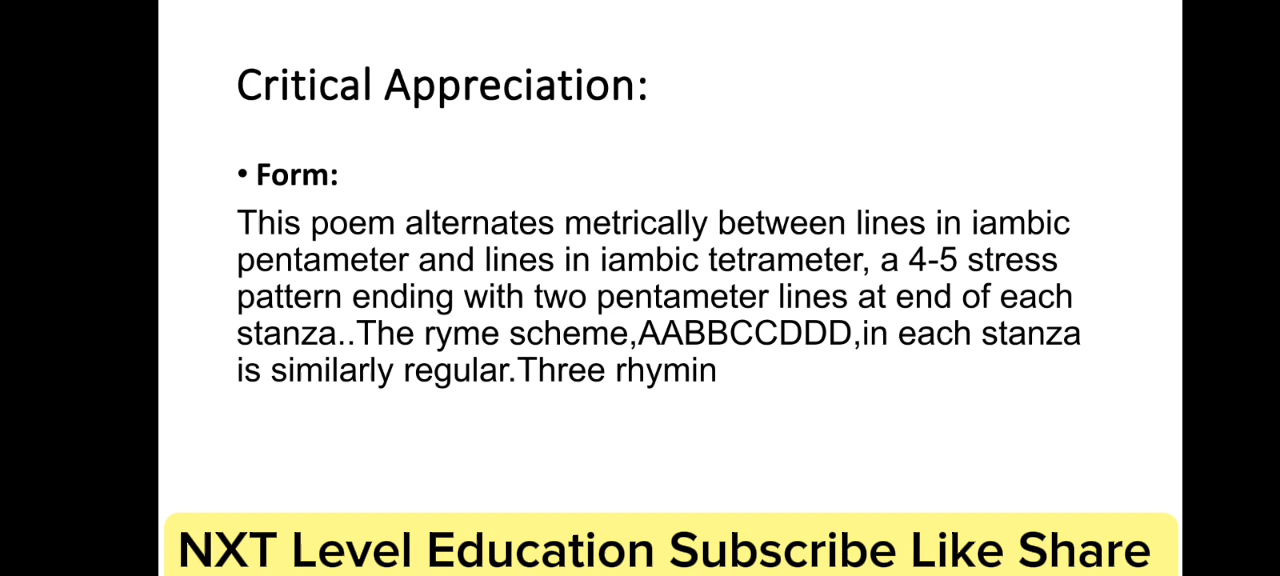 Critical Appreciation:
• Form:
This poem alternates metrically between lines in iambic
pentameter and lines in iambic tetrameter, a 4-5 stress
pattern ending with two pentameter lines at end of each
stanza..The ryme scheme,AABBCCDDD,in each stanza
is similarly regular.Three rhymin
NXT Level Education Subscribe Like Share